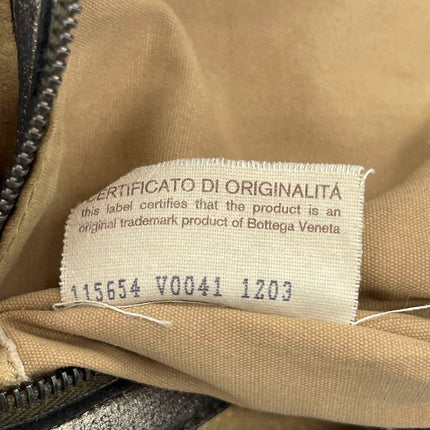 CERTIFICATO DI ORIGINALITÁ
this label certifies that the product is an
original trademark product of Bottega Veneta
115654 V0041 1203